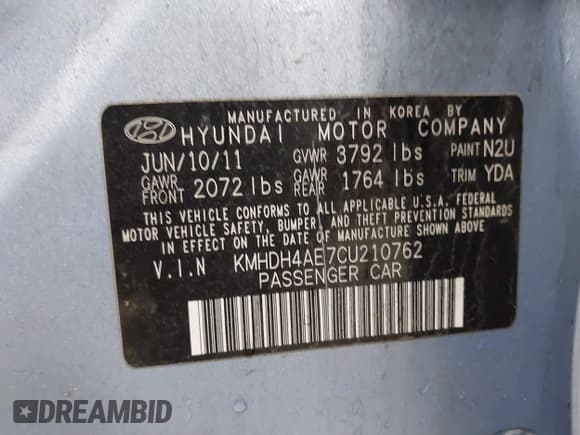 MANUFACTURED IN KOREA BY
HYUNDAI MOTOR COMPANY
JUN/10/11 GVWR 3792 lbs PAINT N2U
GAWR FRONT 2072 lbs GAWR REAR 1764 lbs TRIM YDA
THIS VEHICLE CONFORMS TO ALL APPLICABLE U.S.A. FEDERAL
MOTOR VEHICLE SAFETY, BUMPER, AND THEFT PREVENTION STANDARDS
IN EFFECT ON THE DATE OF MANUFACTURE SHOWN ABOVE
V.I.N KMHDH4AE7CU210762
PASSENGER CAR
DREAMBID